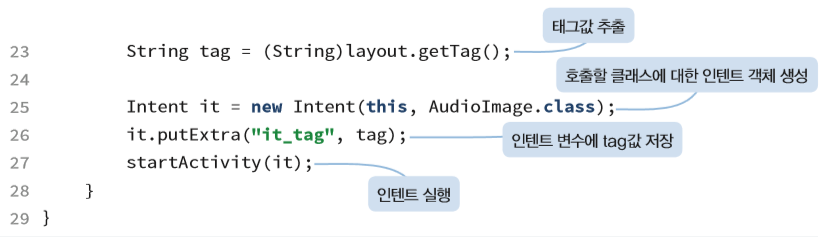 태그값 추출
23 String tag = (String)layout.getTag();
호출할 클래스에 대한 인텐트 객체 생성
24
25 Intent it = new Intent(this, AudioImage.class);
26 it.putExtra("it_tag", tag);
인텐트 변수에 tag값 저장
27 startActivity(it);
인텐트 실행
28 }
29 }